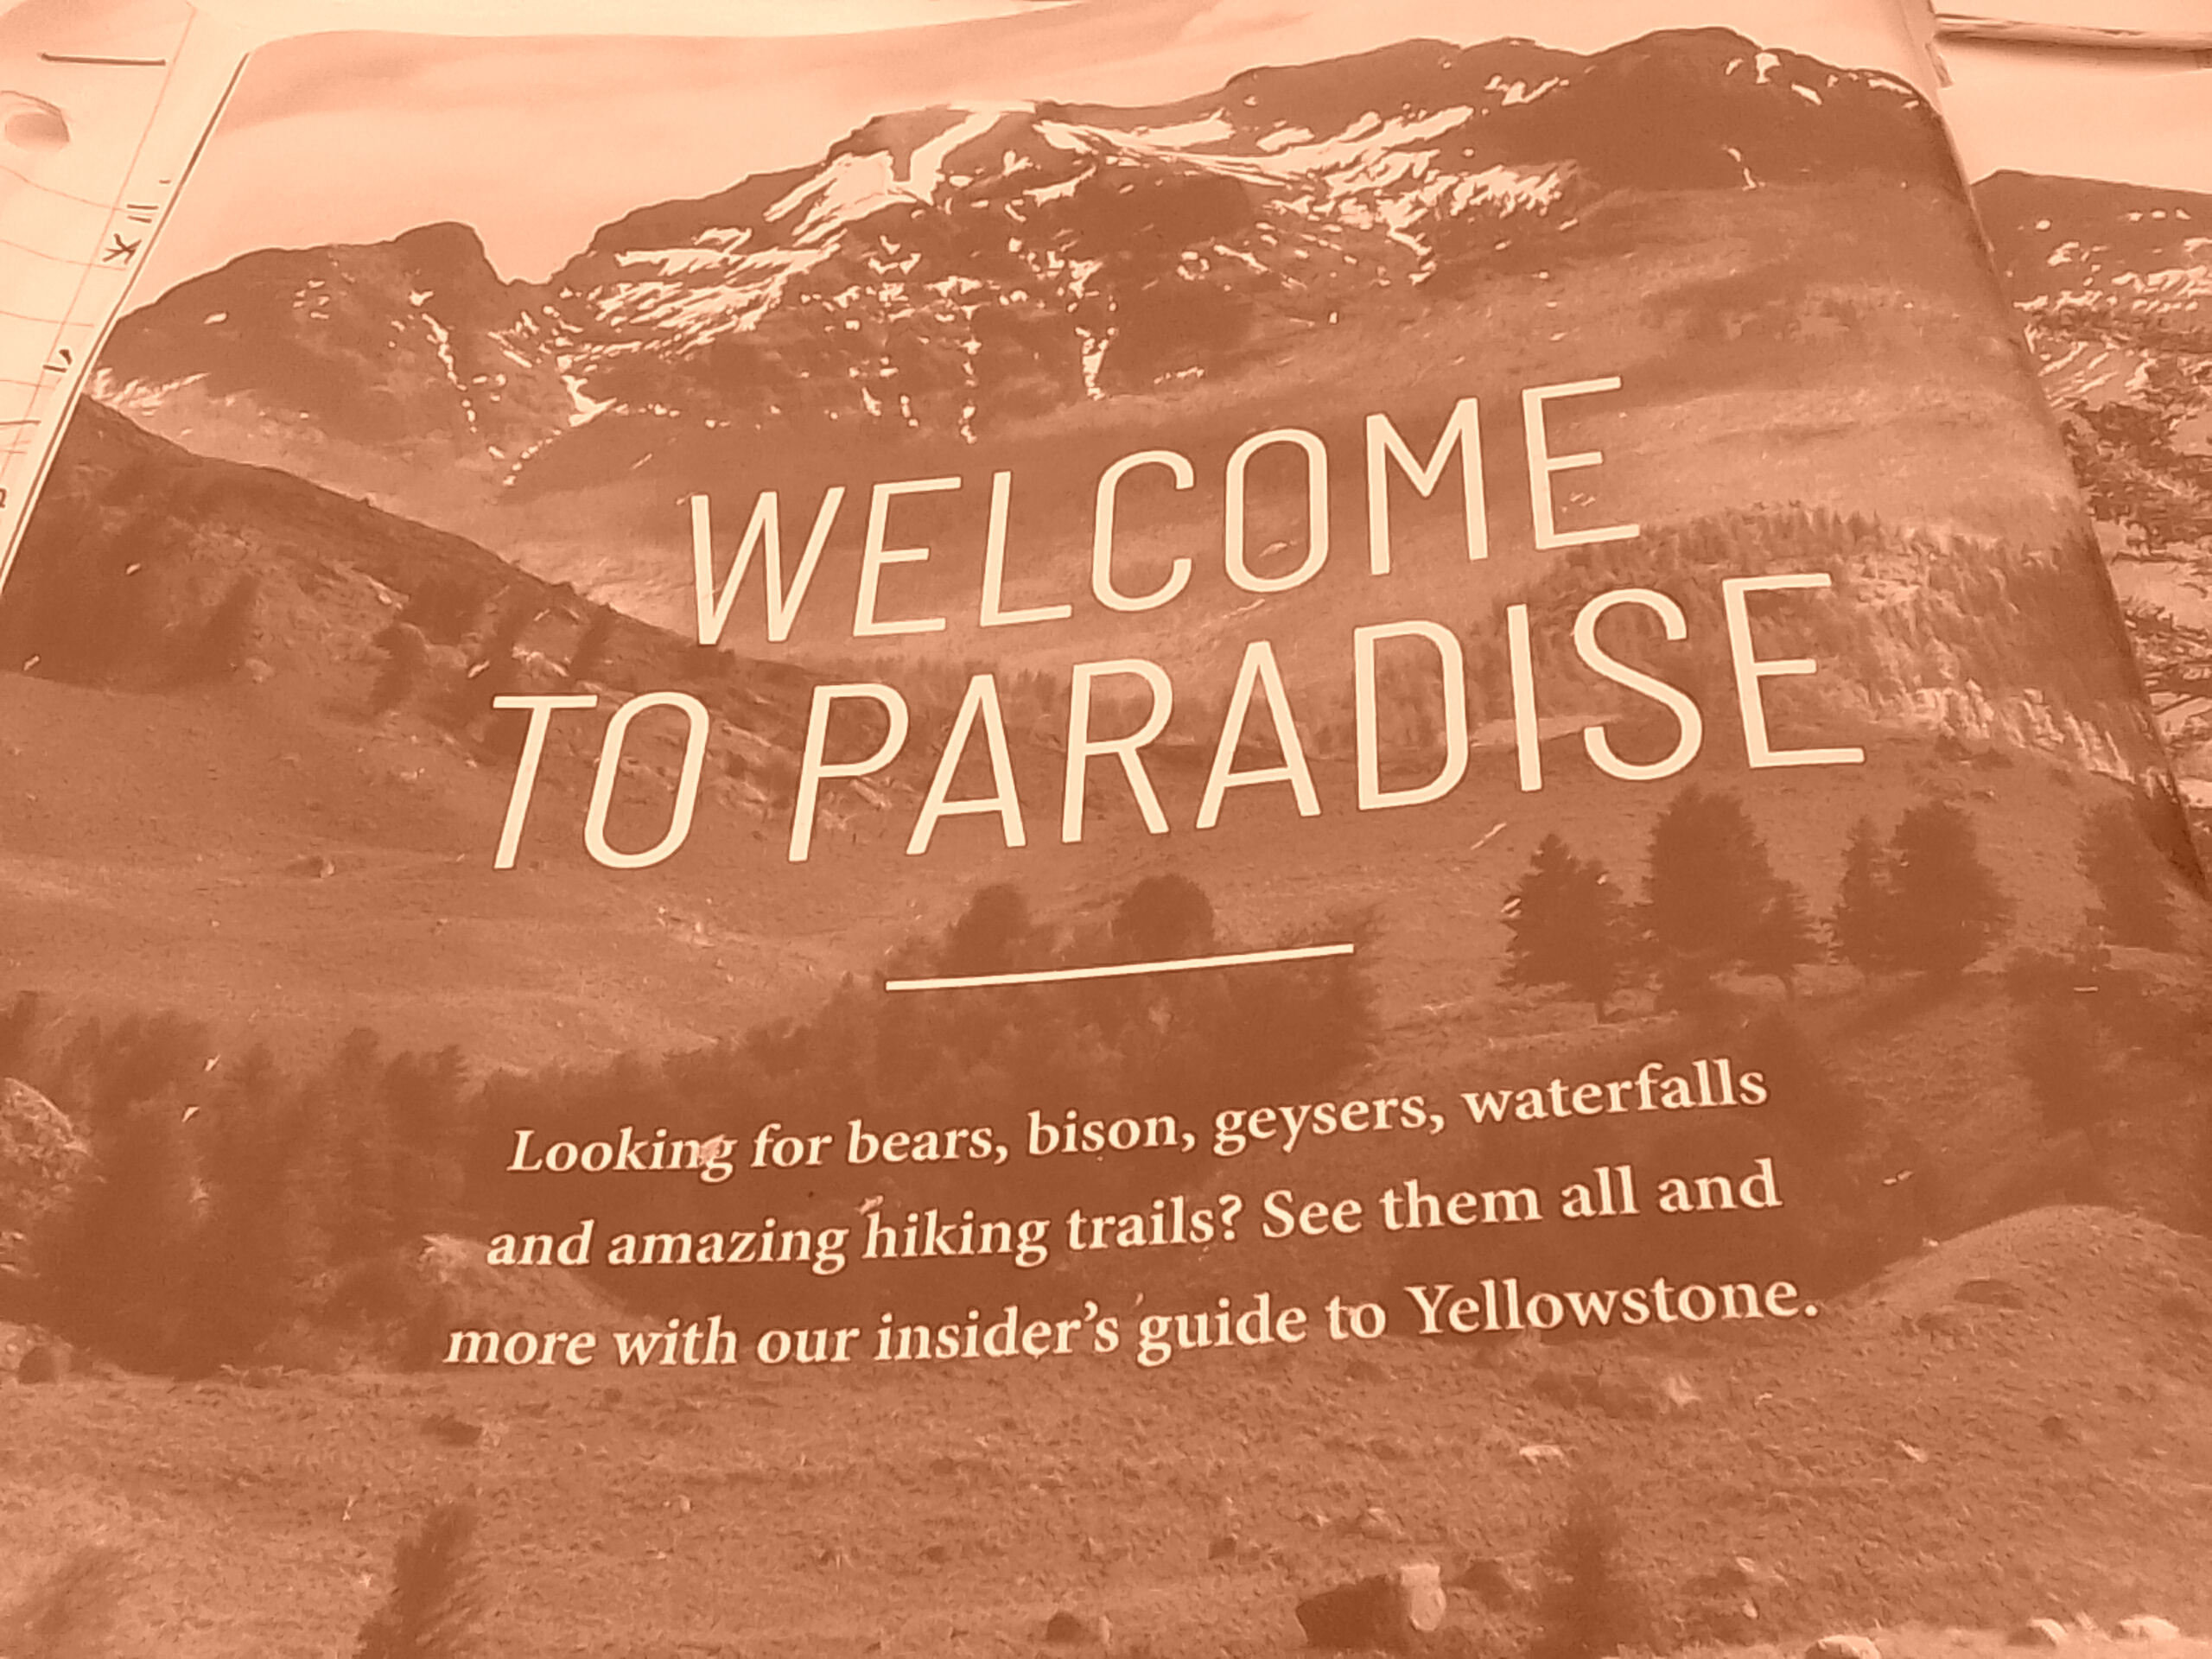 WELCOME
TO PARADISE
Looking for bears, bison, geysers, waterfalls
and amazing hiking trails? See them all and
more with our insider's guide to Yellowstone.